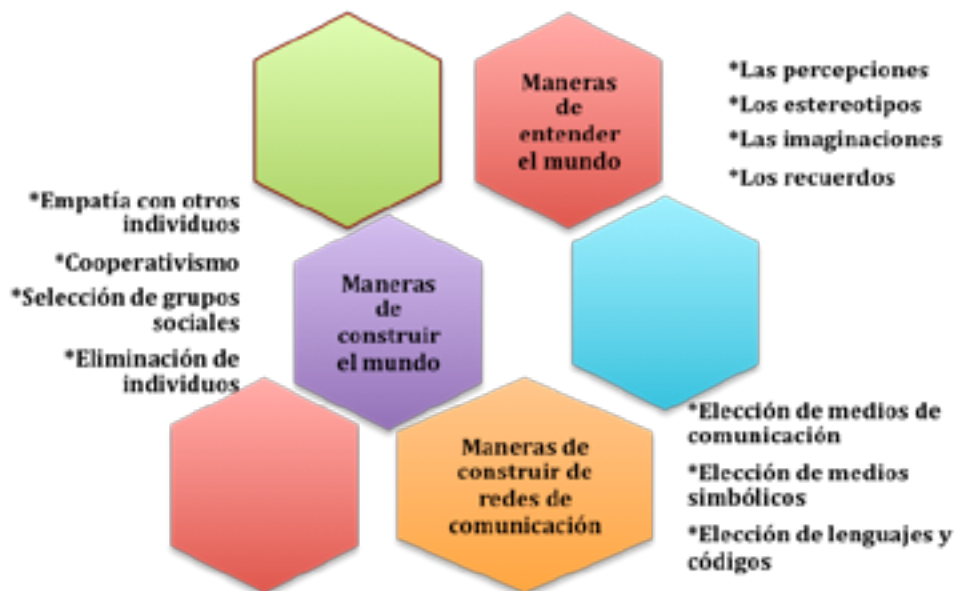 Maneras
de
entender
el mundo
*Las percepciones
*Los estereotipos
*Las imaginaciones
*Los recuerdos
*Empatía con otros
individuos
*Cooperativismo
*Selección de grupos
sociales
*Eliminación de
individuos
Maneras
de
construir
el mundo
Maneras de
construir de
redes de
comunicación
*Elección de medios de
comunicación
*Elección de medios
simbólicos
*Elección de lenguajes y
códigos